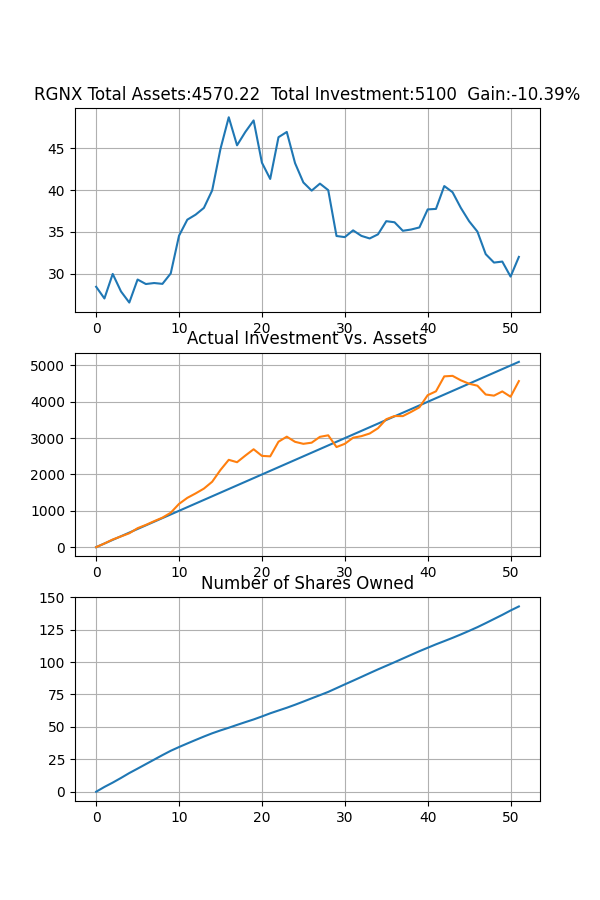 RGNX Total Assets:4570.22  Total Investment:5100  Gain:-10.39%
45
40
35
30
0 10 20 30 40 50
Actual Investment vs. Assets
5000
4000
3000
2000
1000
0
0 10 20 30 40 50
Number of Shares Owned
150
125
100
75
50
25
0
0 10 20 30 40 50